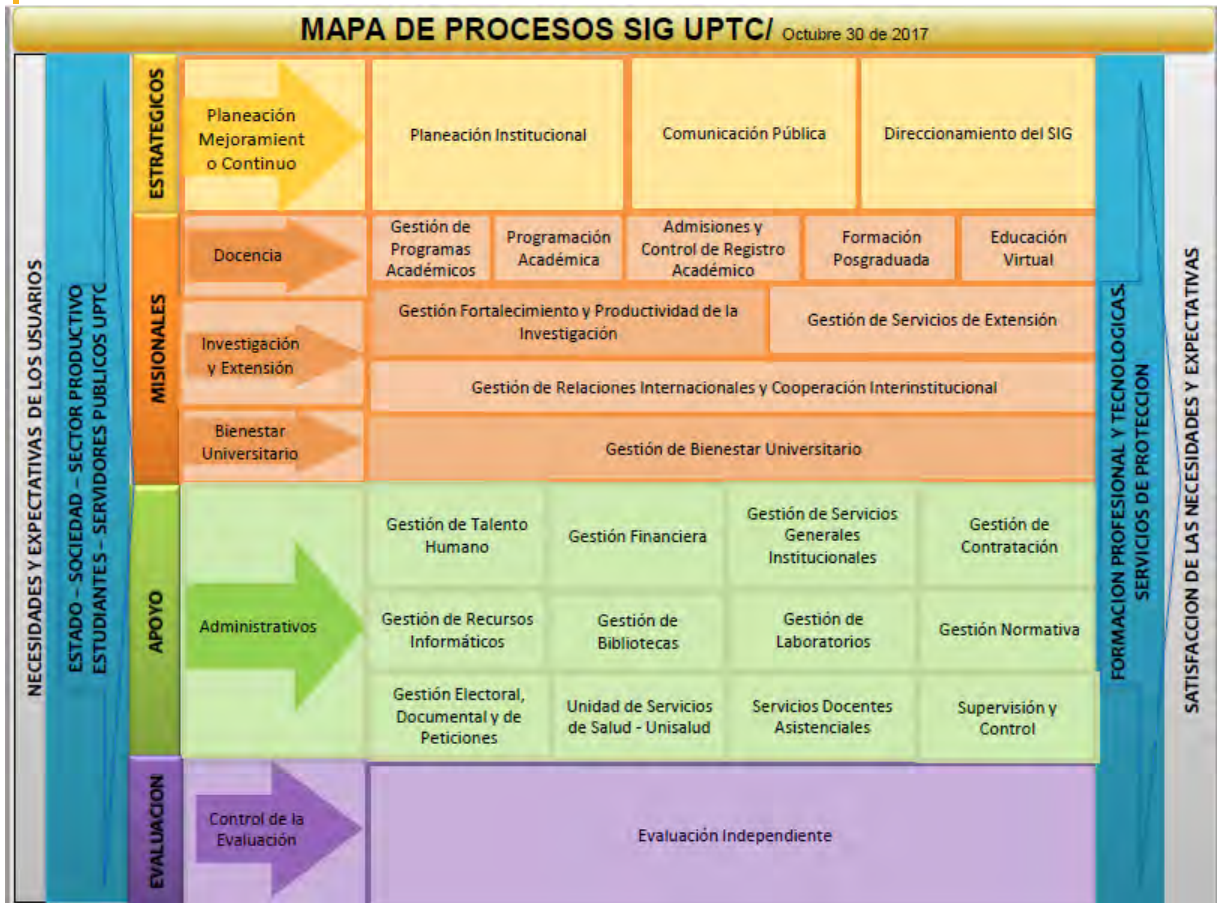 MAPA DE PROCESOS SIG UPTC/ Octubre 30 de 2017
NECESIDADES Y EXPECTATIVAS DE LOS USUARIOS
ESTADO – SOCIEDAD – SECTOR PRODUCTIVO
ESTUDIANTES – SERVIDORES PUBLICOS UPTC
ESTRATEGICOS
Planeación
Mejoramient
o Continuo
Planeación Institucional
Comunicación Pública
Direccionamiento del SIG
MISIONALES
Docencia
Gestión de
Programas
Académicos
Programación
Académica
Admisiones y
Control de Registro
Académico
Formación
Posgraduada
Educación
Virtual
Investigación
y Extensión
Gestión Fortalecimiento y Productividad de la
Investigación
Gestión de Servicios de Extensión
Gestión de Relaciones Internacionales y Cooperación Interinstitucional
Bienestar
Universitario
Gestión de Bienestar Universitario
APOYO
Administrativos
Gestión de Talento
Humano
Gestión Financiera
Gestión de Servicios
Generales
Institucionales
Gestión de
Contratación
Gestión de Recursos
Informáticos
Gestión de
Bibliotecas
Gestión de
Laboratorios
Gestión Normativa
Gestión Electoral,
Documental y de
Peticiones
Unidad de Servicios
de Salud - Unisalud
Servicios Docentes
Asistenciales
Supervisión y
Control
EVALUACION
Control de la
Evaluación
Evaluación Independiente
FORMACION PROFESIONAL Y TECNOLOGICAS.
SERVICIOS DE PROTECCION
SATISFACCION DE LAS NECESIDADES Y EXPECTATIVAS